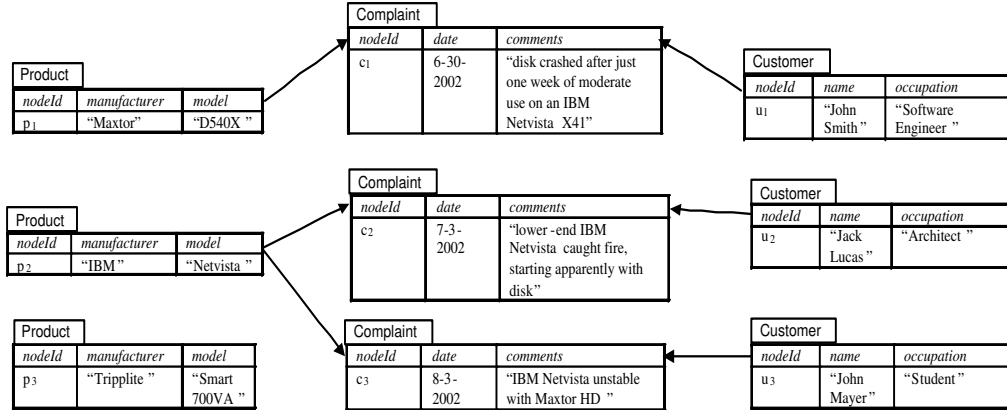 Complaint
nodeId date comments
c1 6-30-2002 “disk crashed after just
one week of moderate
use on an IBM
Netvista X41”
Product
nodeId manufacturer model
p1 “Maxtor” “D540X ”
Customer
nodeId name occupation
u1 “John Smith ” “Software Engineer ”
Complaint
nodeId date comments
c2 7-3-2002 “lower -end IBM
Netvista caught fire,
starting apparently with
disk”
Product
nodeId manufacturer model
p2 “IBM” “Netvista ”
Customer
nodeId name occupation
u2 “Jack Lucas ” “Architect ”
Product
nodeId manufacturer model
p3 “Tripplite ” “Smart 700VA ”
Complaint
nodeId date comments
c3 8-3-2002 “IBM Netvista unstable
with Maxtor HD ”
Customer
nodeId name occupation
u3 “John Mayer ” “Student ”